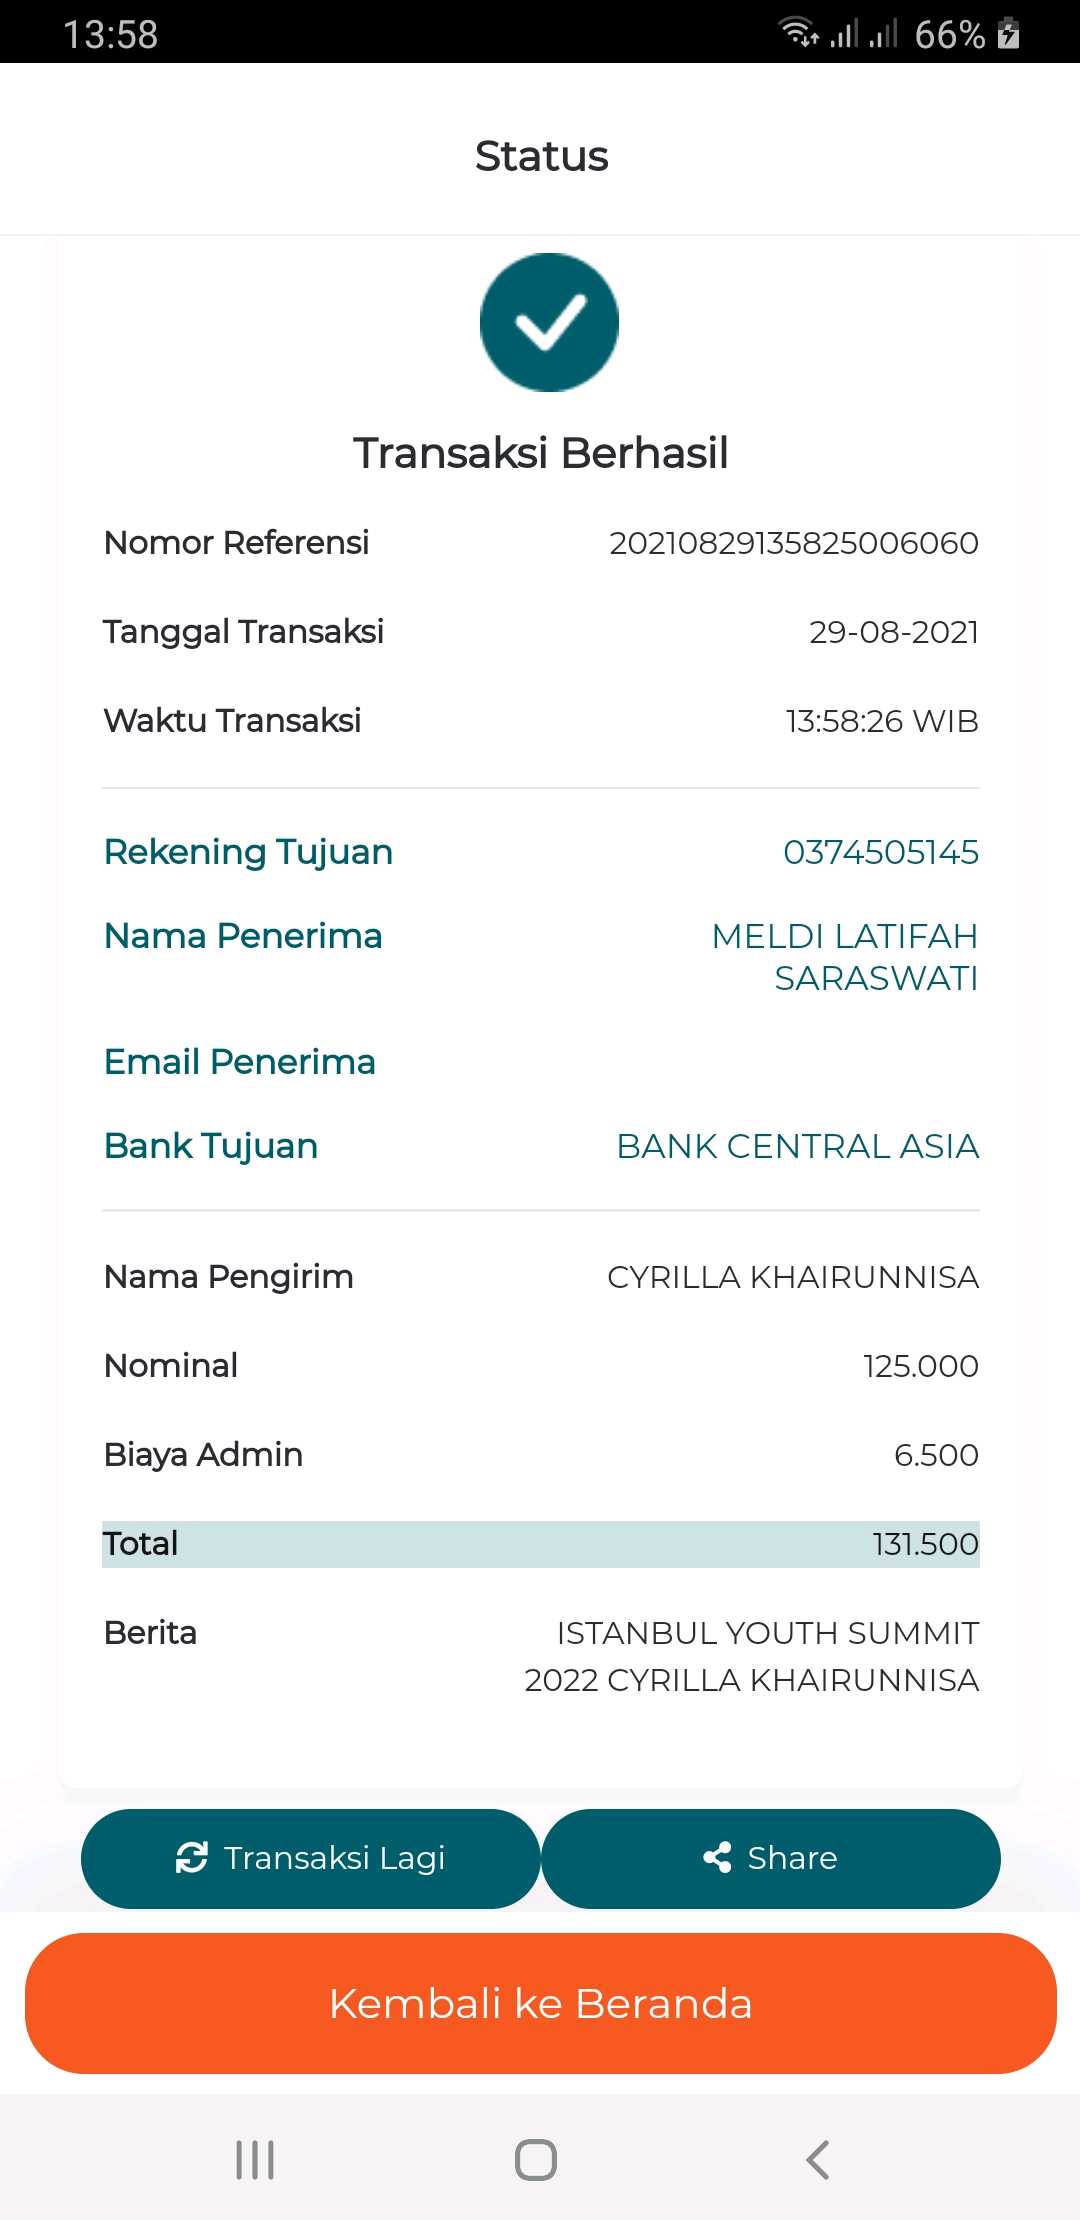 13:58 66%
Status
Transaksi Berhasil
Nomor Referensi 20210829135825006060
Tanggal Transaksi 29-08-2021
Waktu Transaksi 13:58:26 WIB
Rekening Tujuan 0374505145
Nama Penerima MELDI LATIFAH
SARASWATI
Email Penerima
Bank Tujuan BANK CENTRAL ASIA
Nama Pengirim CYRILLA KHAIRUNNISA
Nominal 125.000
Biaya Admin 6.500
Total 131.500
Berita ISTANBUL YOUTH SUMMIT
2022 CYRILLA KHAIRUNNISA
Transaksi Lagi Share
Kembali ke Beranda